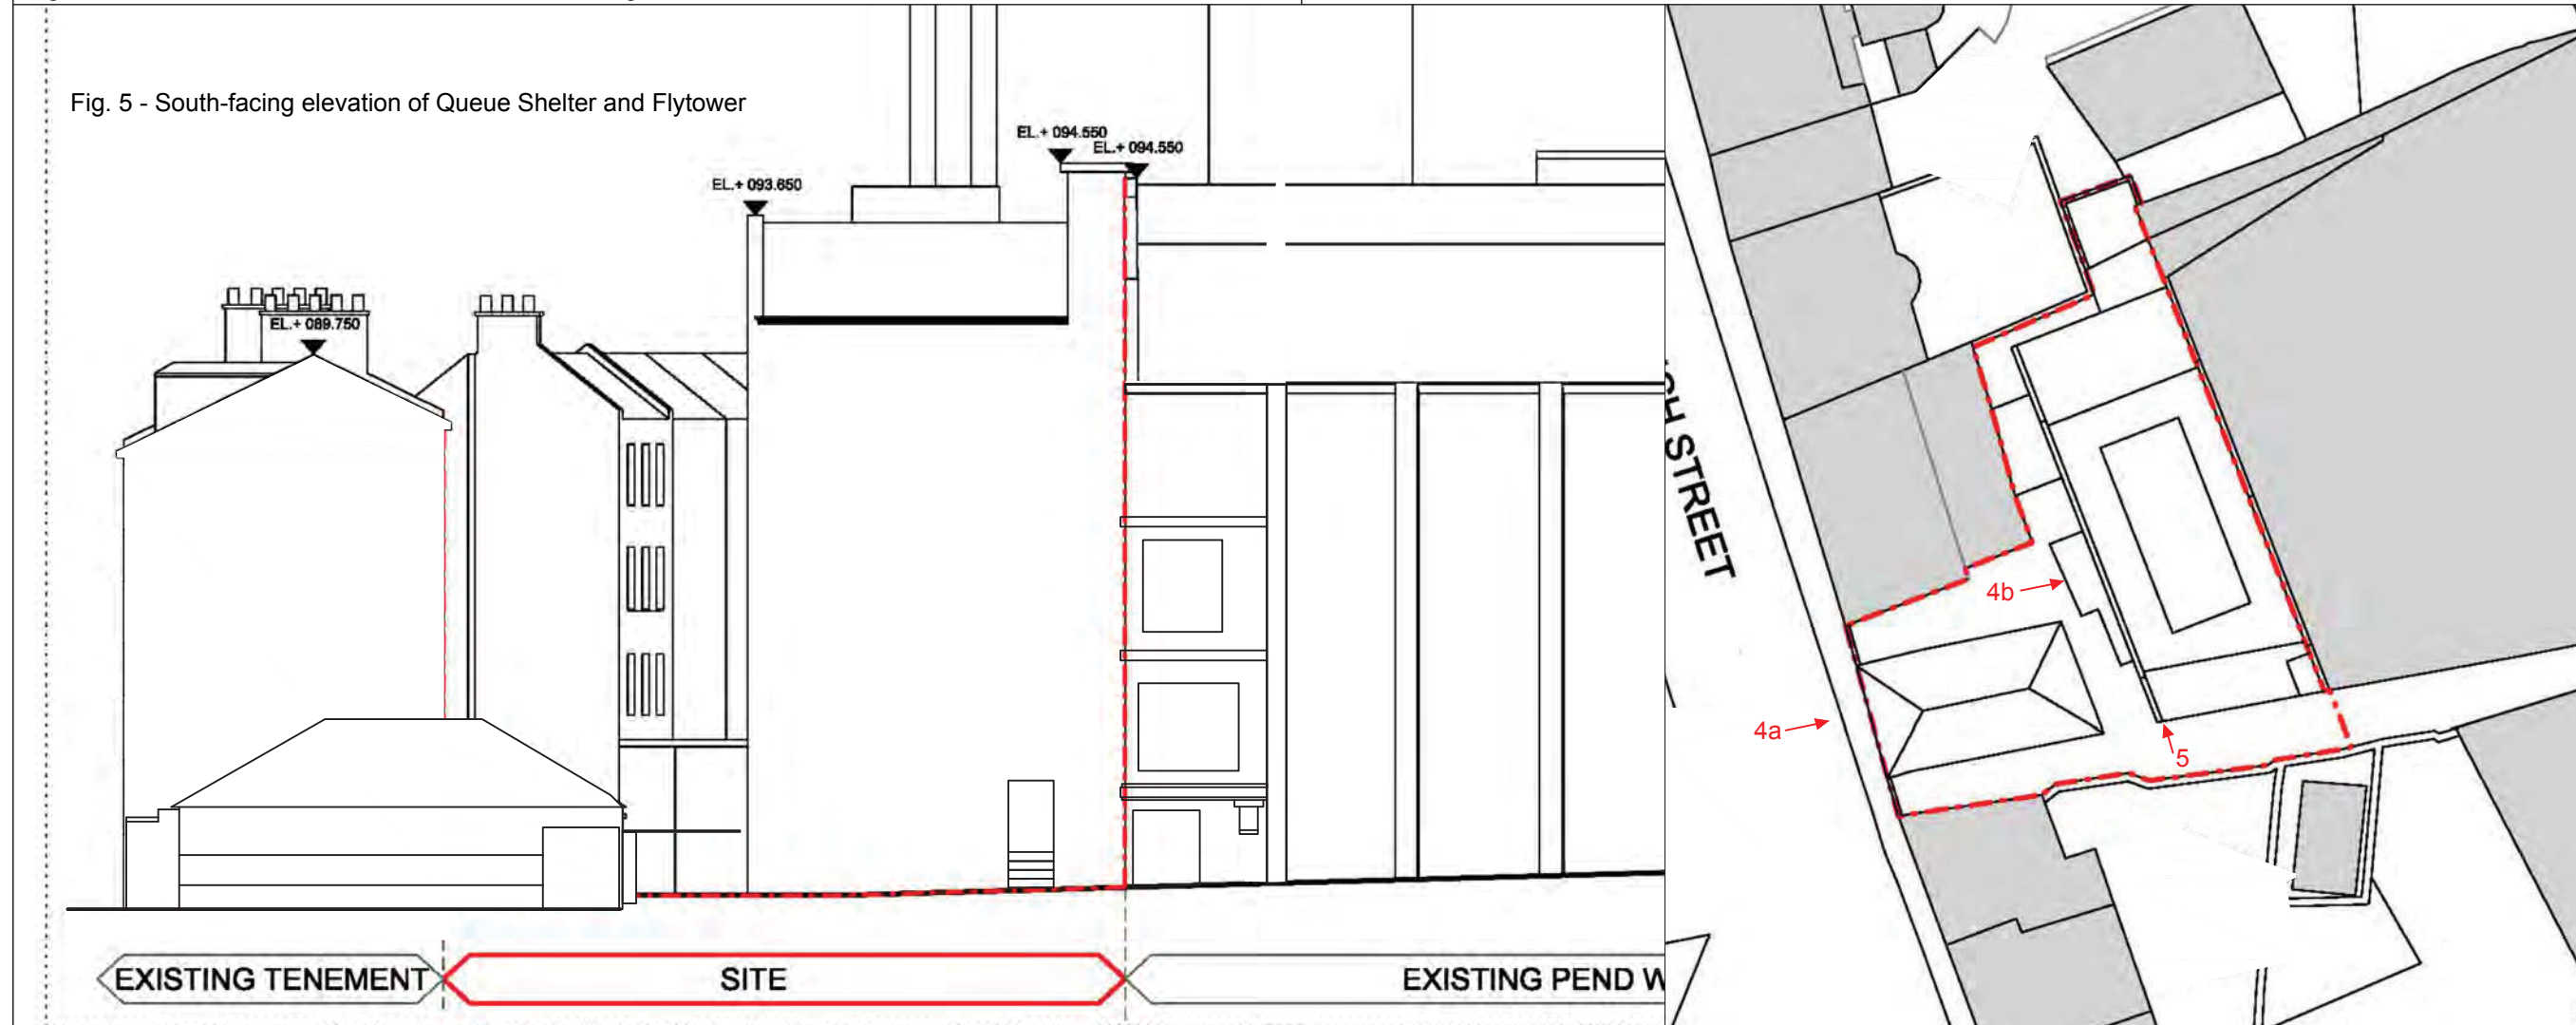 Fig. 5 - South-facing elevation of Queue Shelter and Flytower
EL.+ 094.550
EL.+ 094.550
EL.+ 093.650
EL.+ 089.750
EXISTING TENEMENT
SITE
EXISTING PEND W
CH STREET
4b
4a
5